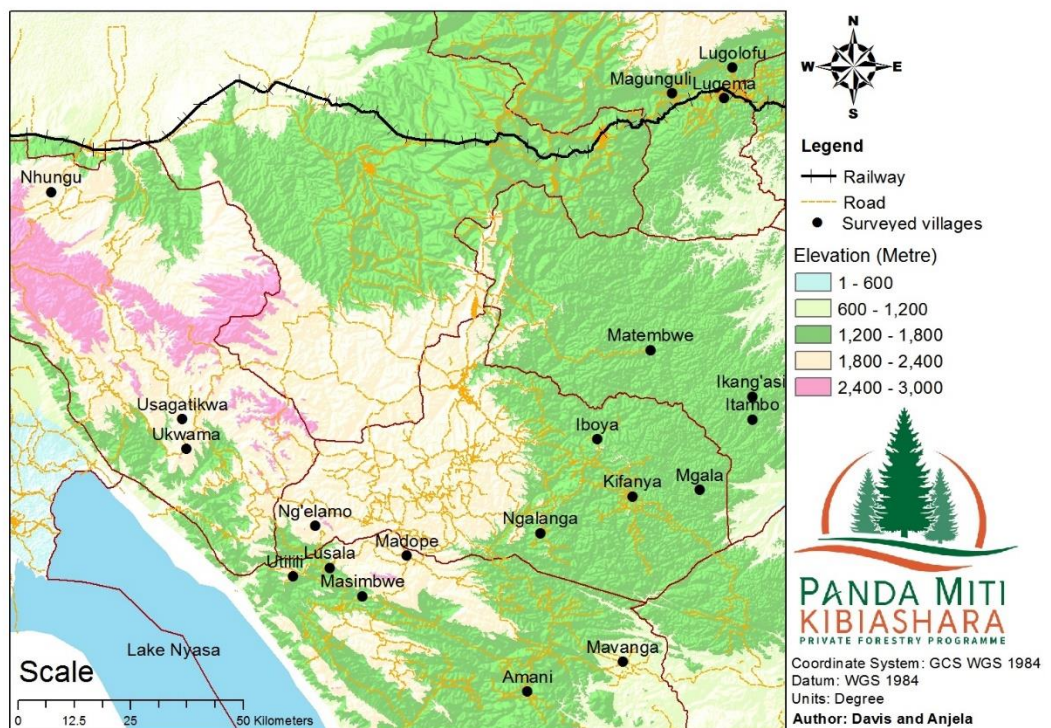 Lugolofu
Magunguli
Lugema
Nhungu
Matembwe
Ikang'asi
Itambo
Usagatikwa
Ukwama
Iboya
Kifanya
Mgala
Ng'elamo
Ngalanga
Lusala
Madope
Utilili
Masimbwe
Lake Nyasa
Mavanga
Amani
Scale
0 12.5 25 50 Kilometers
N
W E
S
Legend
Railway
Road
Surveyed villages
Elevation (Metre)
1 - 600
600 - 1,200
1,200 - 1,800
1,800 - 2,400
2,400 - 3,000
PANDA MITI
KIBIASHARA
PRIVATE FORESTRY PROGRAMME
Coordinate System: GCS WGS 1984
Datum: WGS 1984
Units: Degree
Author: Davis and Anjela